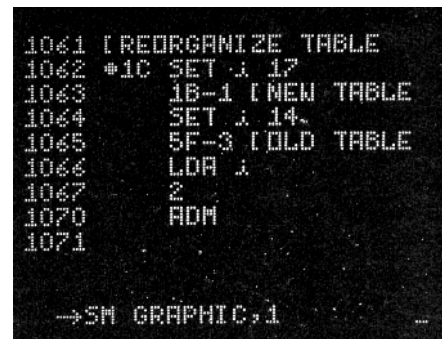 1061 [REORGANIZE TABLE
1062 #1C SET i 17
1063 1B-1 [NEW TABLE
1064 SET i 14
1065 5F-3 [OLD TABLE
1066 LDA i
1067 2
1070 ADM
1071
→SM GRAPHIC,1